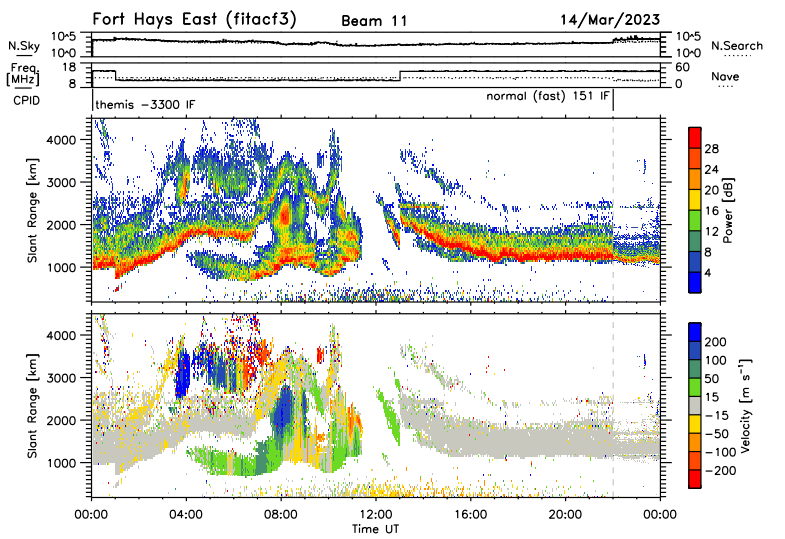 Fort Hays East (fitacf3) Beam 11 14/Mar/2023
N.Sky 10^5 10^0 10^5 10^0 N.Search
Freq. [MHz] 18 8 60 0 Nave
CPID themis -3300 IF normal (fast) 151 IF
Slant Range [km] 4000 3000 2000 1000
Power [dB] 28 24 20 16 12 8 4
Slant Range [km] 4000 3000 2000 1000
Velocity [m s⁻¹] 200 100 50 15 -15 -50 -100 -200
00:00 04:00 08:00 12:00 16:00 20:00 00:00
Time UT